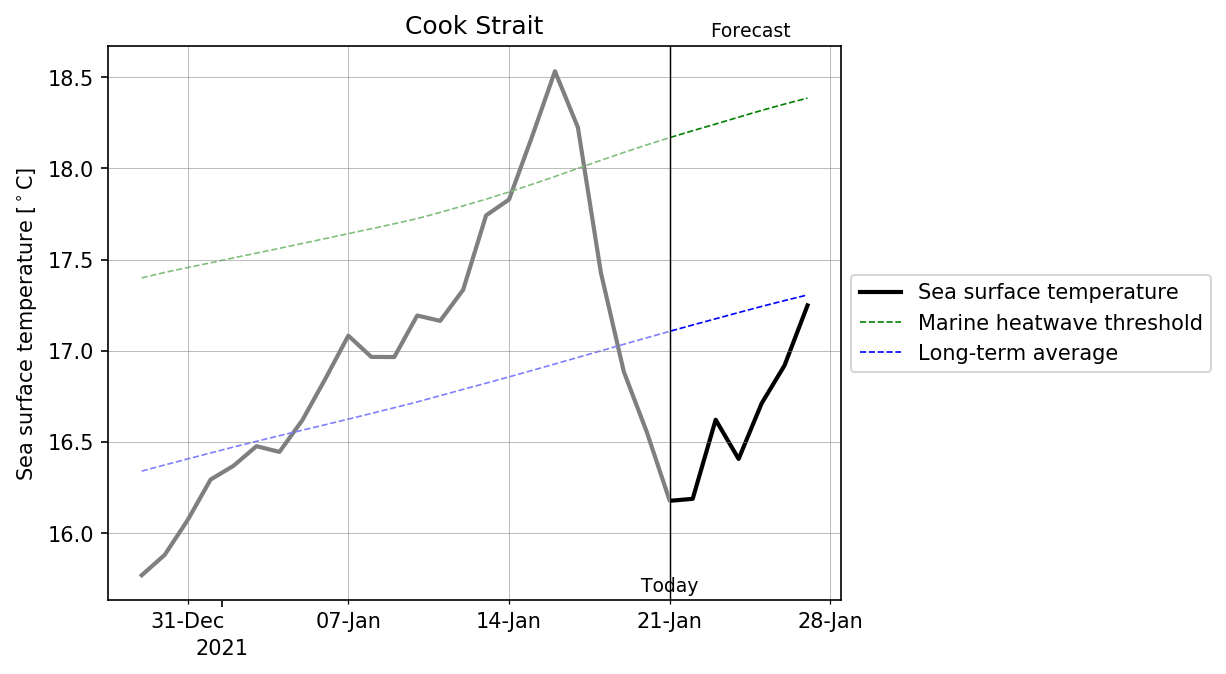 Cook Strait
Forecast
Sea surface temperature [°C]
18.5
18.0
17.5
17.0
16.5
16.0
Today
31-Dec
07-Jan
14-Jan
21-Jan
28-Jan
2021
Sea surface temperature
Marine heatwave threshold
Long-term average